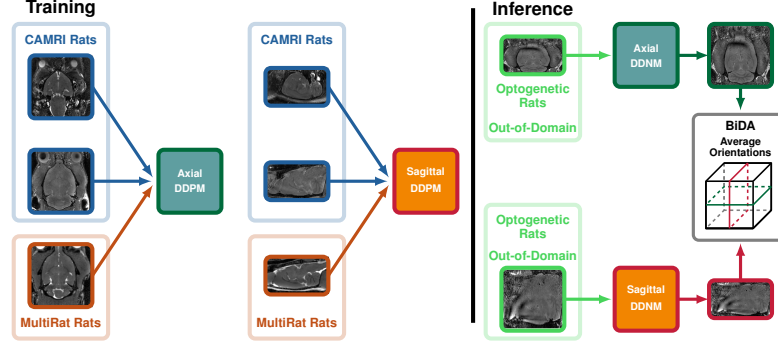 Training
CAMRI Rats
Axial
DDPM
MultiRat Rats
CAMRI Rats
Sagittal
DDPM
MultiRat Rats
Inference
Optogenetic
Rats
Out-of-Domain
Axial
DDNM
BiDA
Average
Orientations
Optogenetic
Rats
Out-of-Domain
Sagittal
DDNM